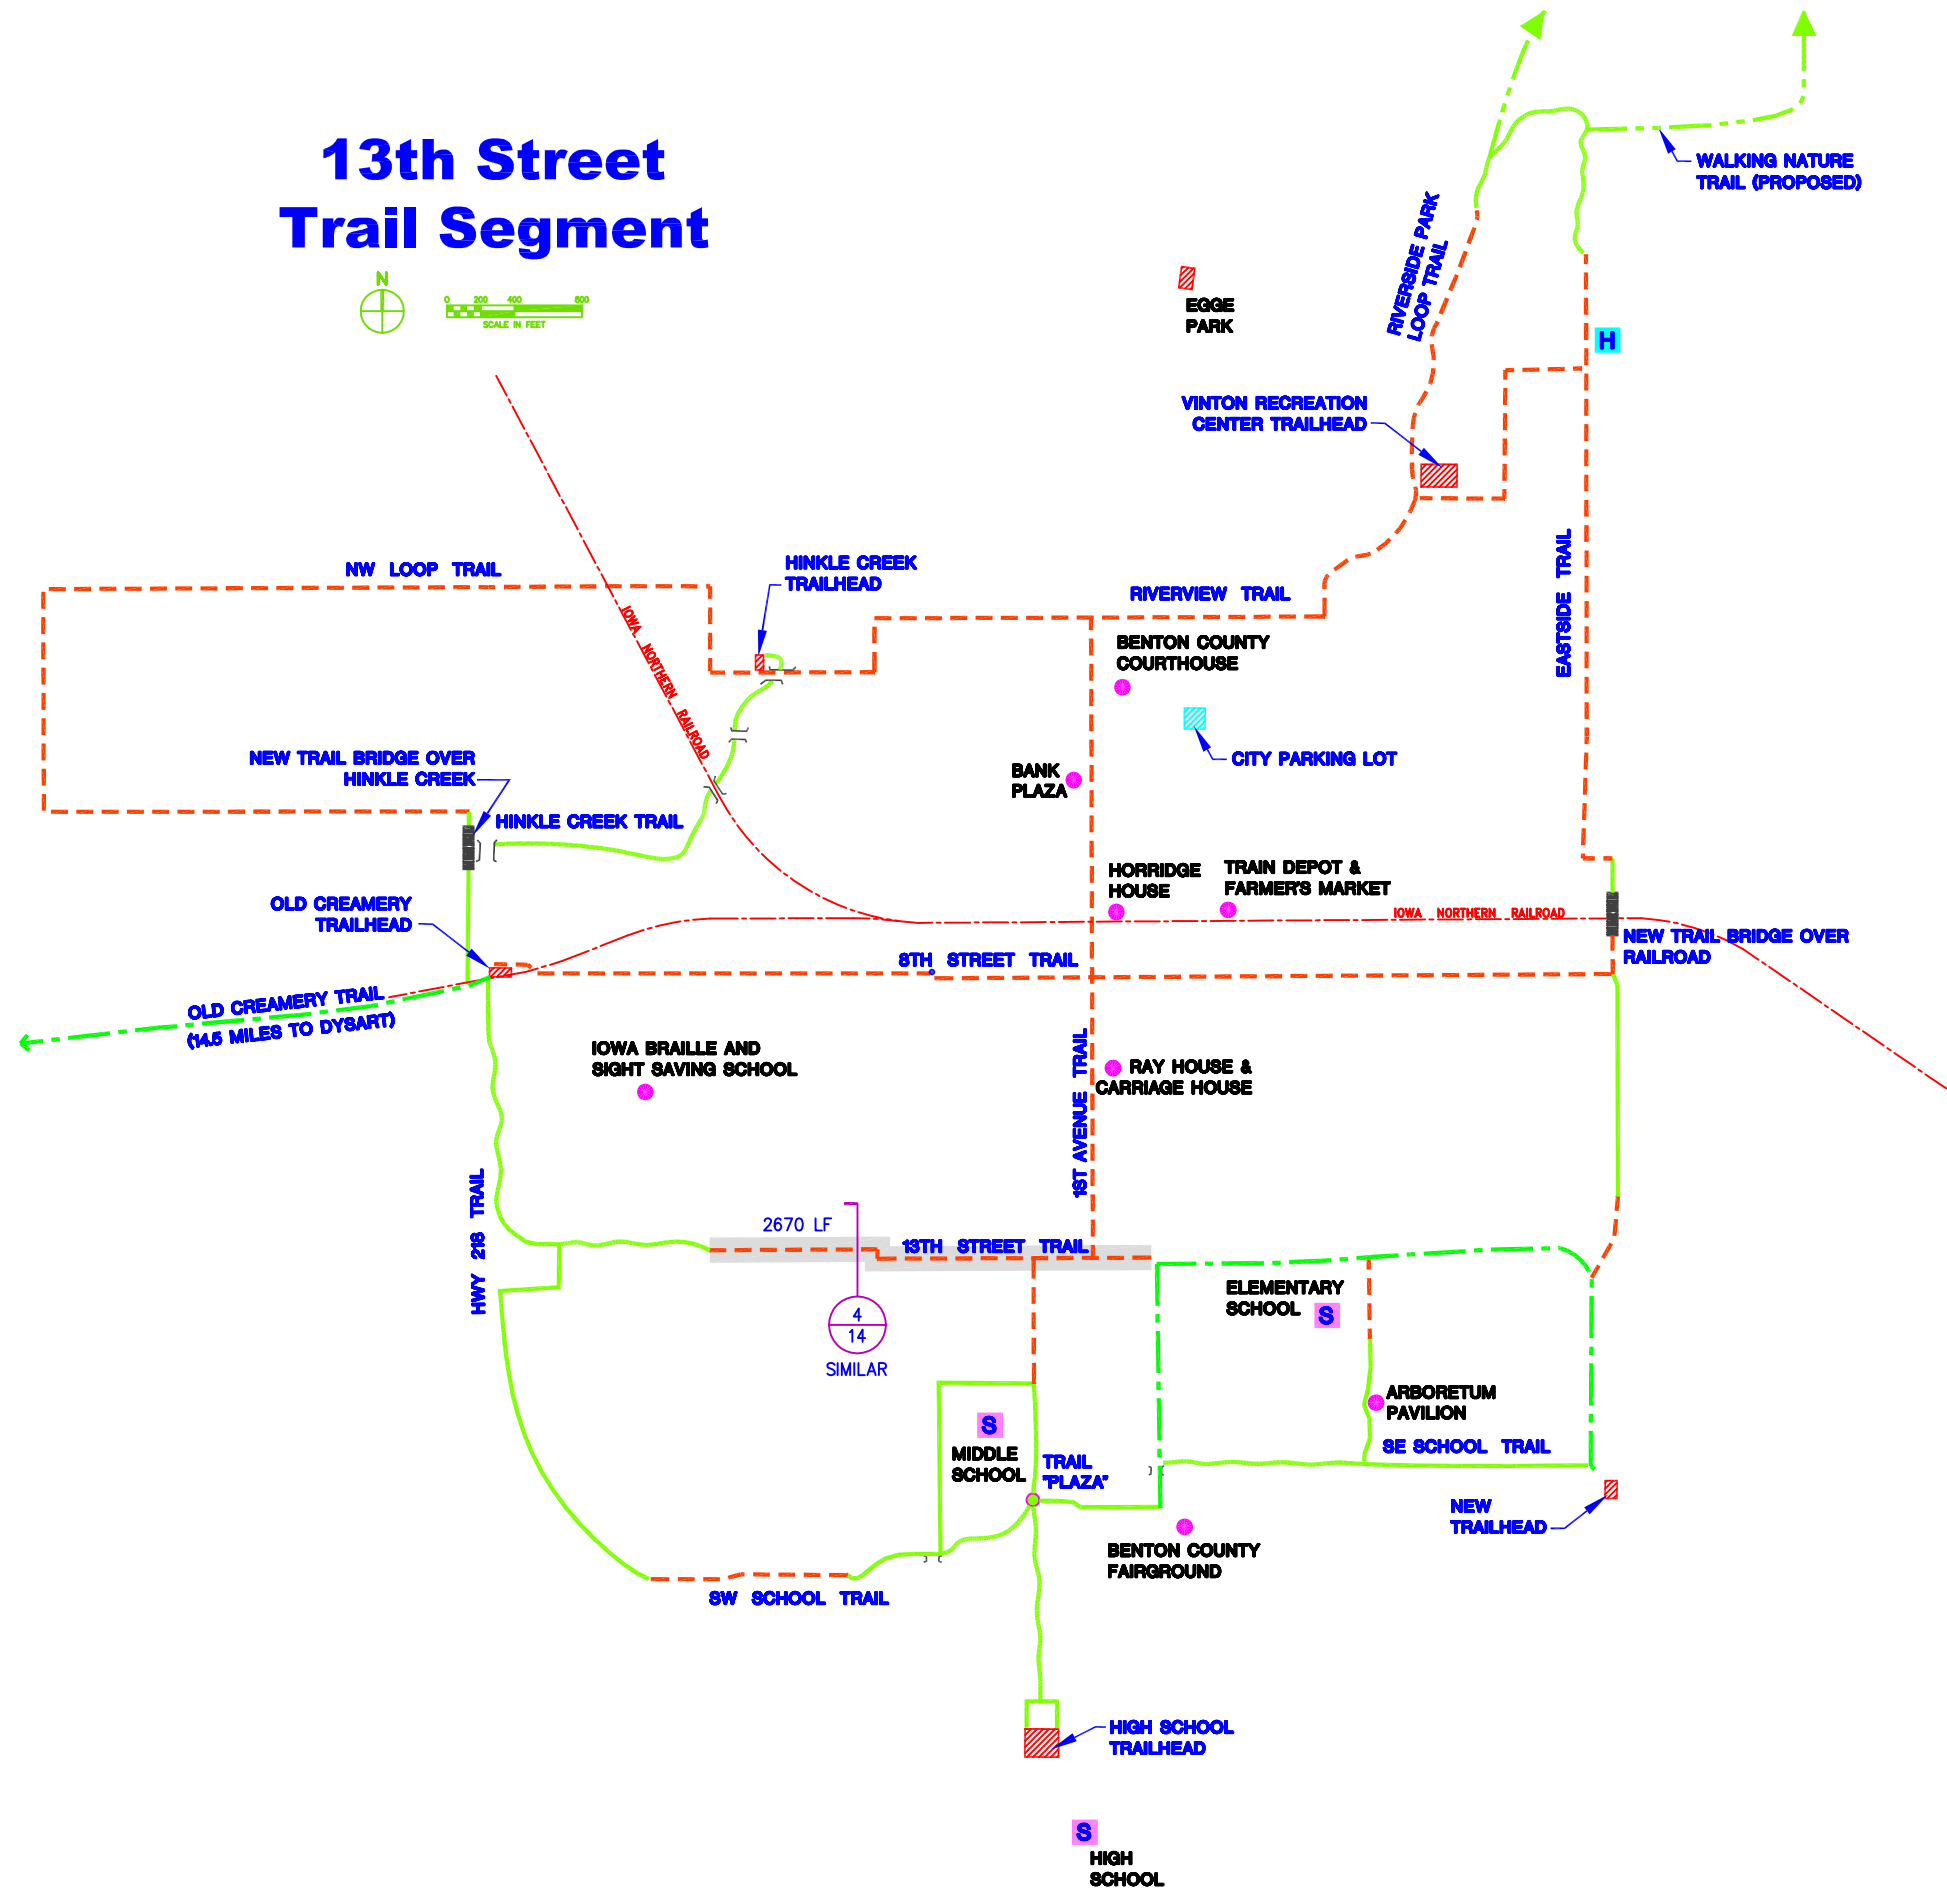 13th Street
Trail Segment
N
0 200 400 800
SCALE IN FEET
WALKING NATURE
TRAIL (PROPOSED)
RIVERSIDE PARK
LOOP TRAIL
EGGE
PARK
H
VINTON RECREATION
CENTER TRAILHEAD
NW LOOP TRAIL
HINKLE CREEK
TRAILHEAD
RIVERVIEW TRAIL
EASTSIDE TRAIL
IOWA NORTHERN RAILROAD
BENTON COUNTY
COURTHOUSE
CITY PARKING LOT
BANK
PLAZA
NEW TRAIL BRIDGE OVER
HINKLE CREEK
HINKLE CREEK TRAIL
HORRIDGE
HOUSE
TRAIN DEPOT &
FARMER'S MARKET
IOWA NORTHERN RAILROAD
OLD CREAMERY
TRAILHEAD
NEW TRAIL BRIDGE OVER
RAILROAD
8TH STREET TRAIL
OLD CREAMERY TRAIL
(14.5 MILES TO DYSART)
IOWA BRAILLE AND
SIGHT SAVING SCHOOL
RAY HOUSE &
CARRIAGE HOUSE
1ST AVENUE TRAIL
HWY 218 TRAIL
2670 LF
13TH STREET TRAIL
4
14
SIMILAR
ELEMENTARY
SCHOOL
S
ARBORETUM
PAVILION
SE SCHOOL TRAIL
S
MIDDLE
SCHOOL
TRAIL
"PLAZA"
NEW
TRAILHEAD
BENTON COUNTY
FAIRGROUND
SW SCHOOL TRAIL
HIGH SCHOOL
TRAILHEAD
S
HIGH
SCHOOL